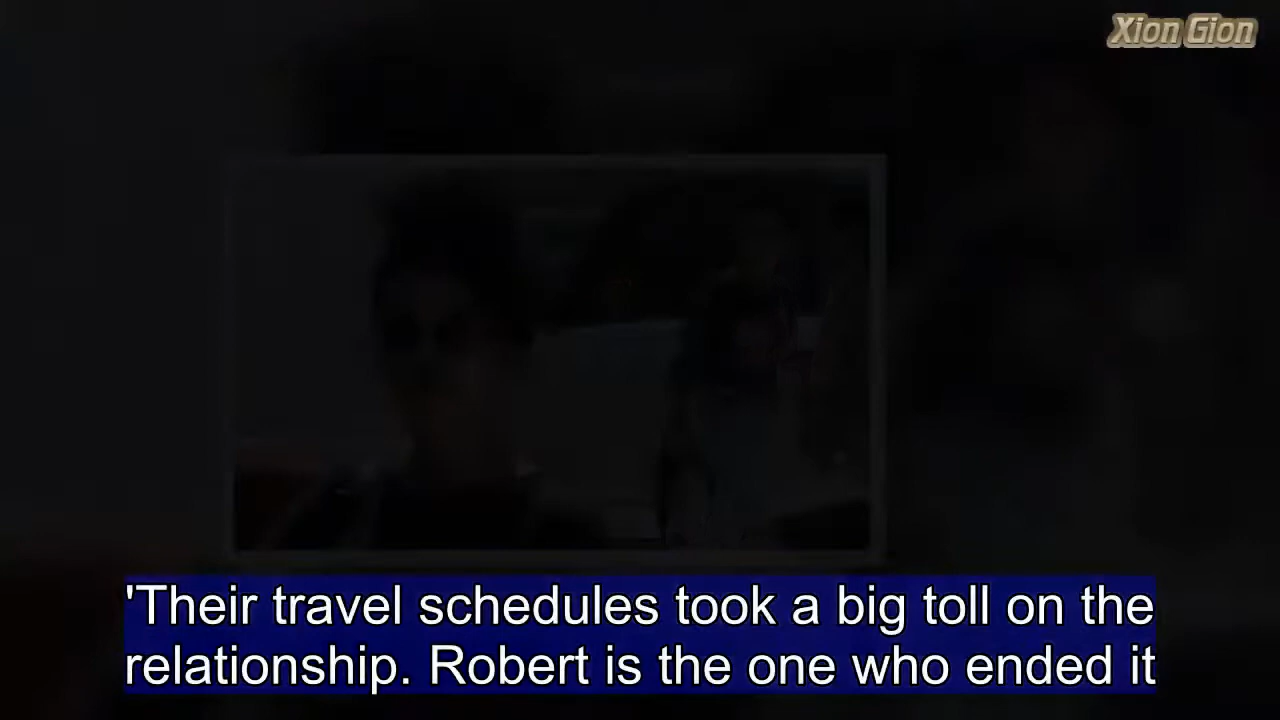 Xion Gion
'Their travel schedules took a big toll on the
relationship. Robert is the one who ended it